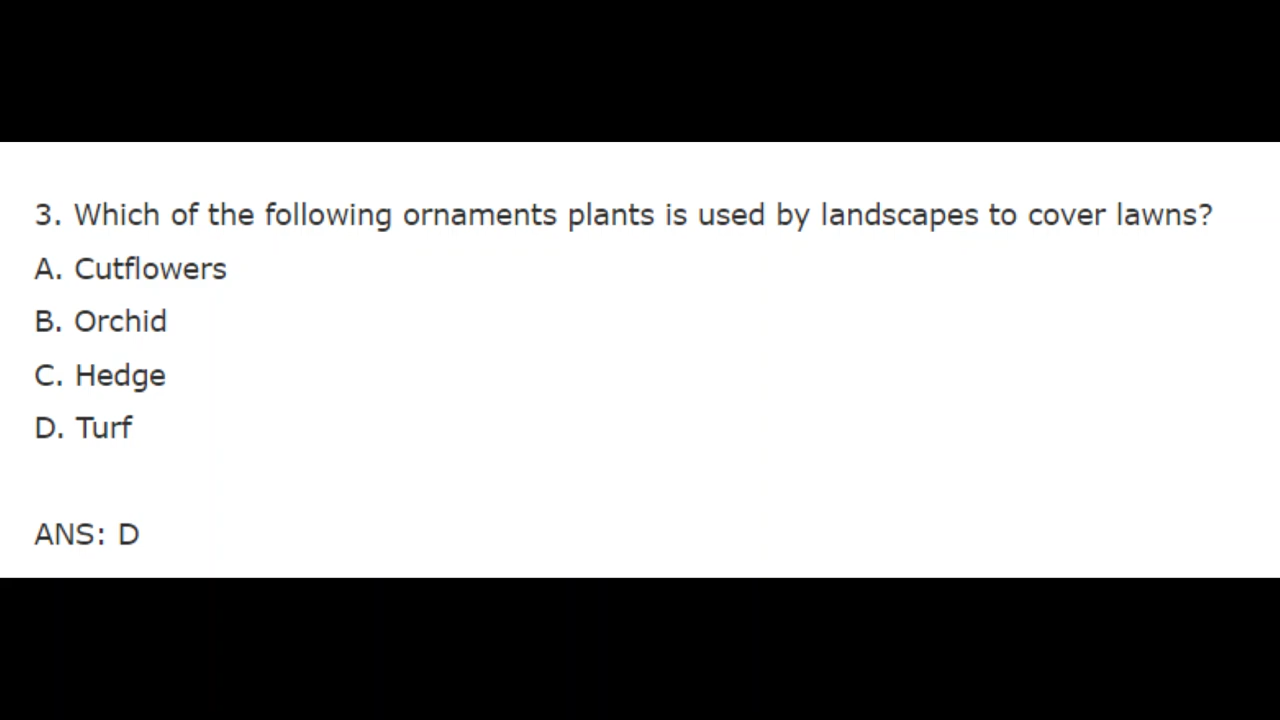 3. Which of the following ornaments plants is used by landscapes to cover lawns?
A. Cutflowers
B. Orchid
C. Hedge
D. Turf
ANS: D